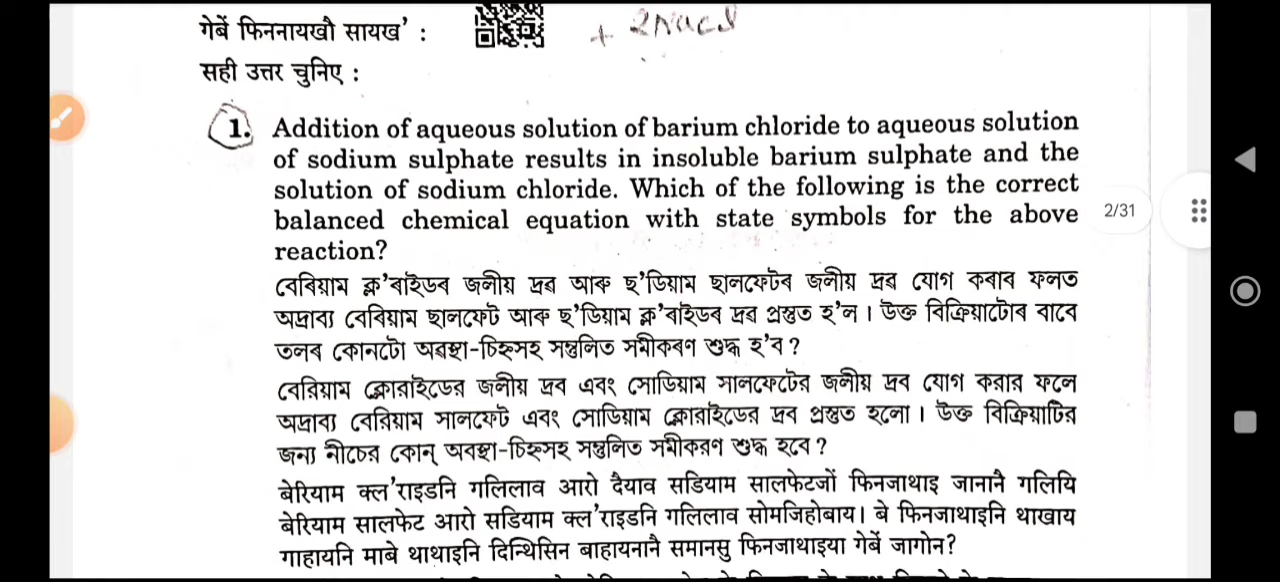 गेबें फिननायखौ सायख' :
+ 2Nacl
सही उत्तर चुनिए :
1. Addition of aqueous solution of barium chloride to aqueous solution
of sodium sulphate results in insoluble barium sulphate and the
solution of sodium chloride. Which of the following is the correct
balanced chemical equation with state symbols for the above
reaction?
2/31
বেৰিয়াম ক্ল'ৰাইডৰ জলীয় দ্ৰৱ আৰু ছ'ডিয়াম ছালফেটৰ জলীয় দ্ৰৱ যোগ কৰাৰ ফলত
অদ্ৰাব্য বেৰিয়াম ছালফেট আৰু ছ'ডিয়াম ক্ল'ৰাইডৰ দ্ৰৱ প্ৰস্তুত হ'ল । উক্ত বিক্ৰিয়াটোৰ বাবে
তলৰ কোনটো অৱস্থা-চিহ্নসহ সন্তুলিত সমীকৰণ শুদ্ধ হ'ব ?
বেরিয়াম ক্লোরাইডের জলীয় দ্রব এবং সোডিয়াম সালফেটের জলীয় দ্রব যোগ করার ফলে
অদ্রাব্য বেরিয়াম সালফেট এবং সোডিয়াম ক্লোরাইডের দ্রব প্রস্তুত হলো । উক্ত বিক্রিয়াটির
জন্য নীচের কোন্ অবস্থা-চিহ্নসহ সন্তুলিত সমীকরণ শুদ্ধ হবে ?
बेरियाम क्ल'राइडनि गलिलाव आरो दैयाव सडियाम सालफेटजों फिनजाथाइ जानानै गलियि
बेरियाम सालफेट आरो सडियाम क्ल'राइडनि गलिलाव सोमजिहोबाय। बे फिनजाथाइनि थाखाय
गाहायनि माबे थाथाइनि दिन्थिसिन बाहायनानै समानसु फिनजाथाइया गेबें जागोन?